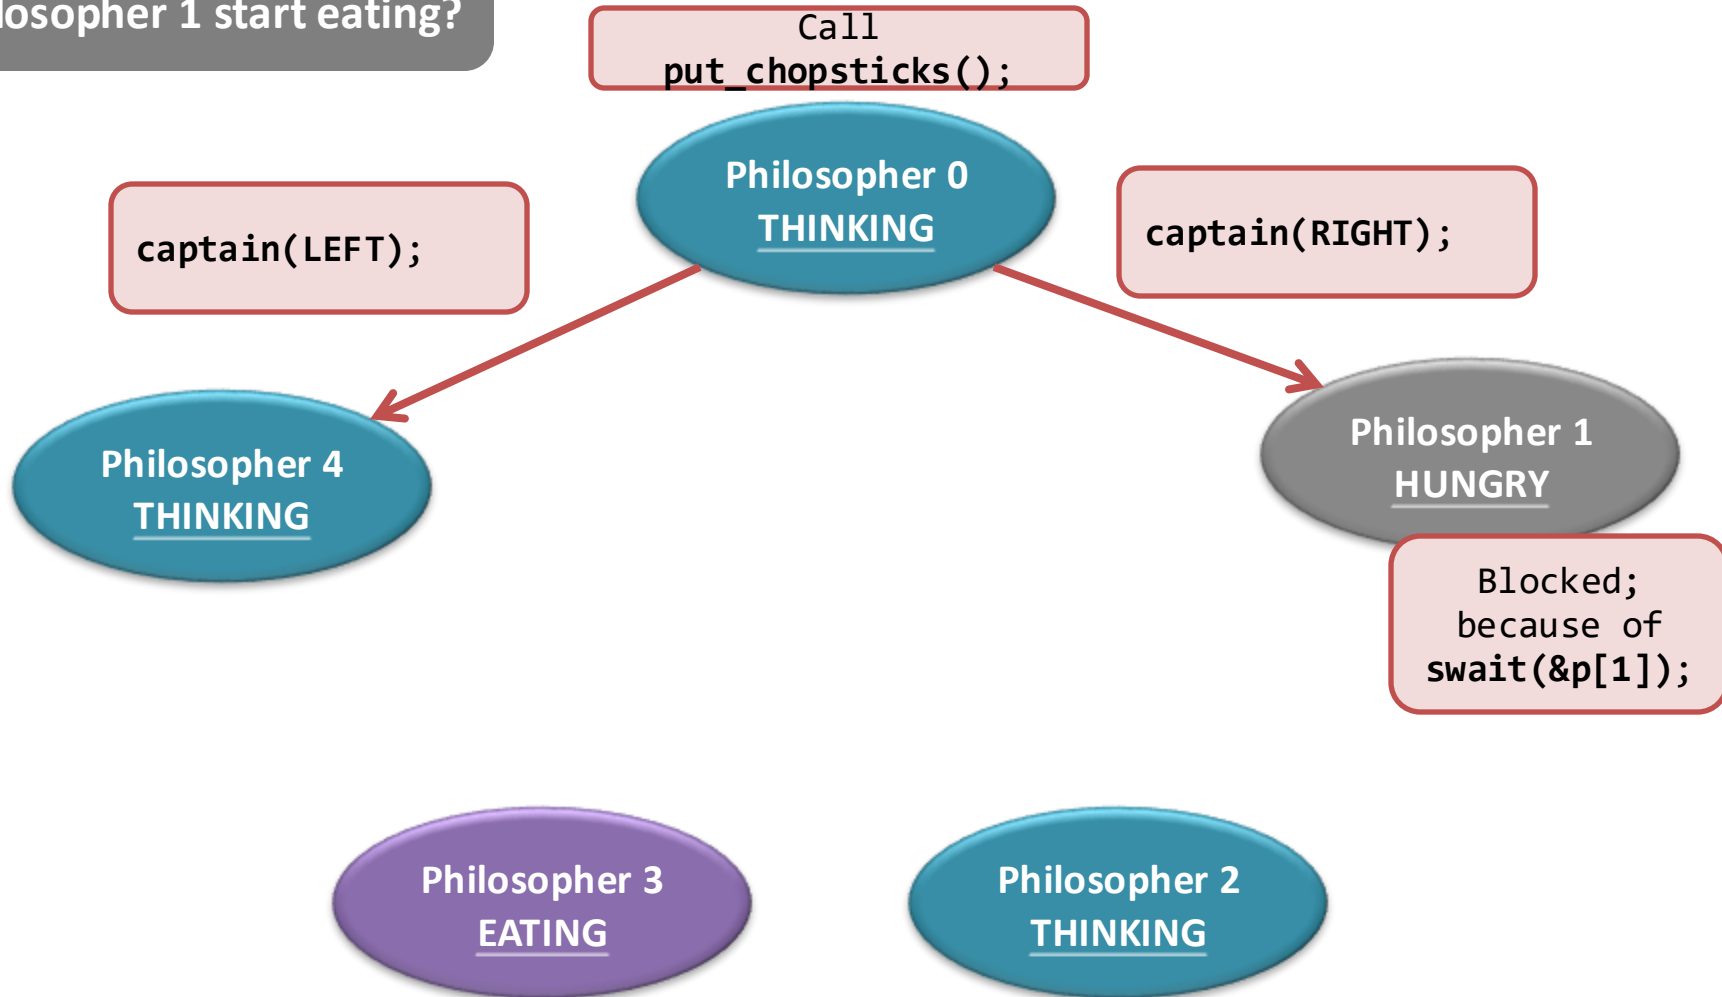 losopher 1 start eating?
Call
put_chopsticks();
Philosopher 0
THINKING
captain(LEFT);
captain(RIGHT);
Philosopher 4
THINKING
Philosopher 1
HUNGRY
Blocked;
because of
swait(&p[1]);
Philosopher 3
EATING
Philosopher 2
THINKING